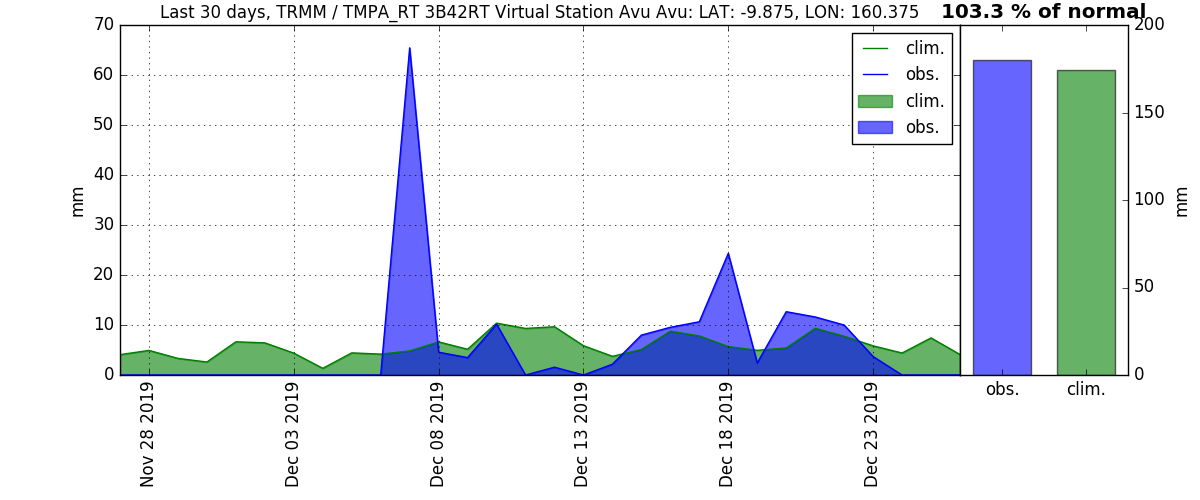 Last 30 days, TRMM / TMPA_RT 3B42RT Virtual Station Avu Avu: LAT: -9.875, LON: 160.375
103.3 % of normal
70
60
50
40
30
20
10
0
mm
clim.
obs.
clim.
obs.
Nov 28 2019
Dec 03 2019
Dec 08 2019
Dec 13 2019
Dec 18 2019
Dec 23 2019
200
150
100
50
0
mm
obs.
clim.